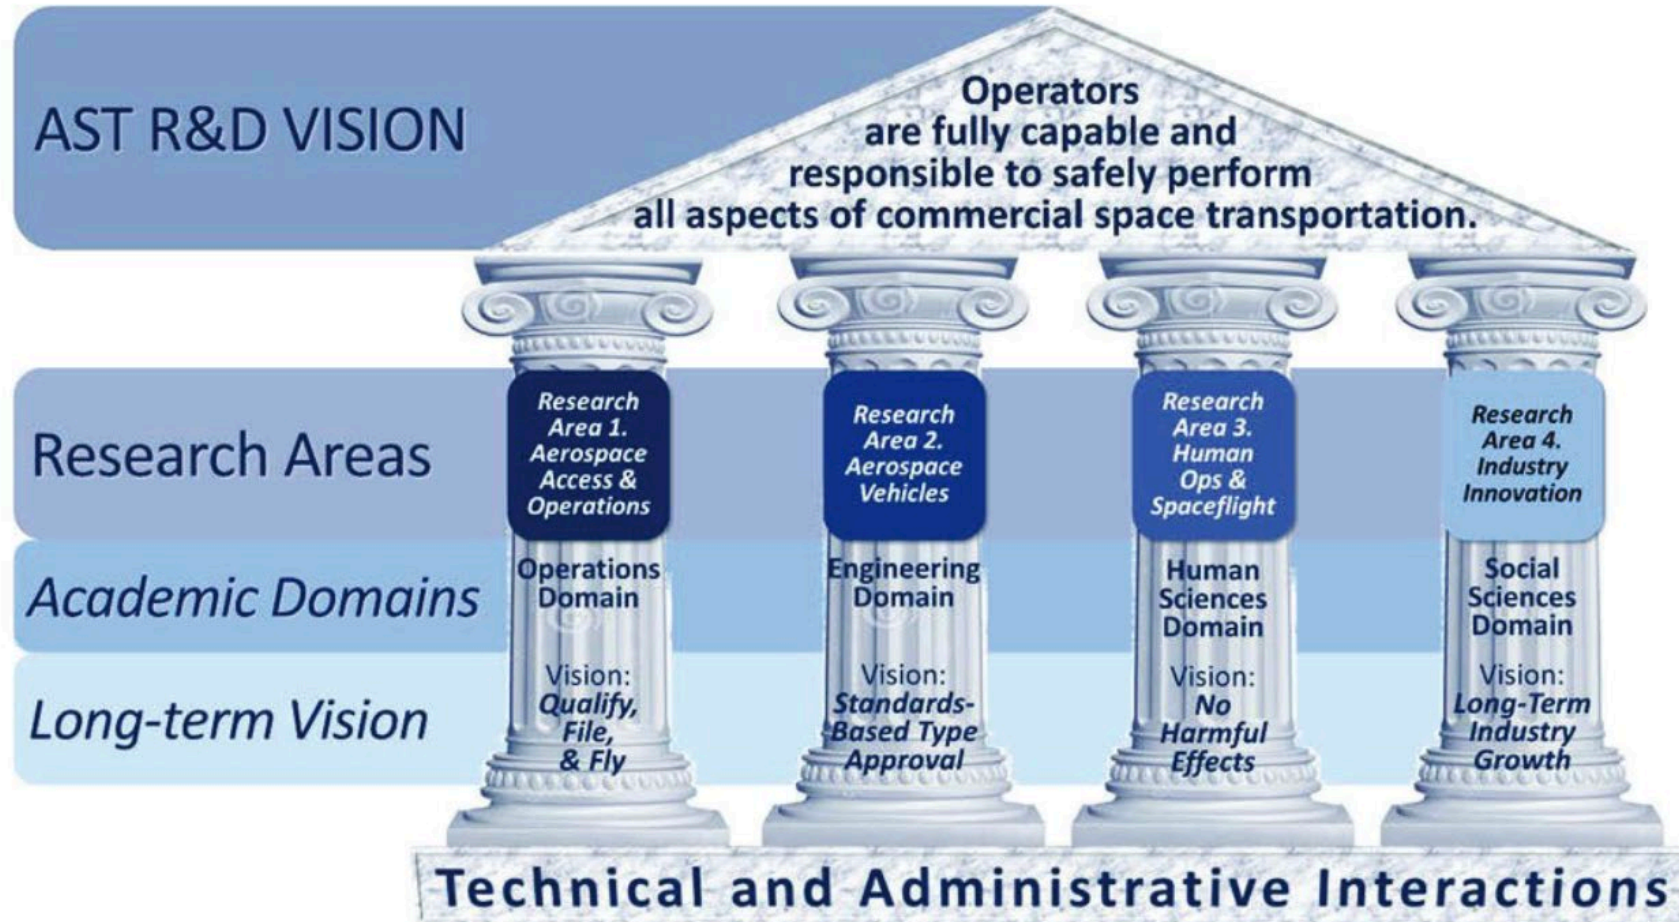 AST R&D VISION
Operators
are fully capable and
responsible to safely perform
all aspects of commercial space transportation.
Research Areas
Research
Area 1.
Aerospace
Access &
Operations
Research
Area 2.
Aerospace
Vehicles
Research
Area 3.
Human
Ops &
Spaceflight
Research
Area 4.
Industry
Innovation
Academic Domains
Operations
Domain
Engineering
Domain
Human
Sciences
Domain
Social
Sciences
Domain
Long-term Vision
Vision:
Qualify,
File,
& Fly
Vision:
Standards-
Based Type
Approval
Vision:
No
Harmful
Effects
Vision:
Long-Term
Industry
Growth
Technical and Administrative Interactions